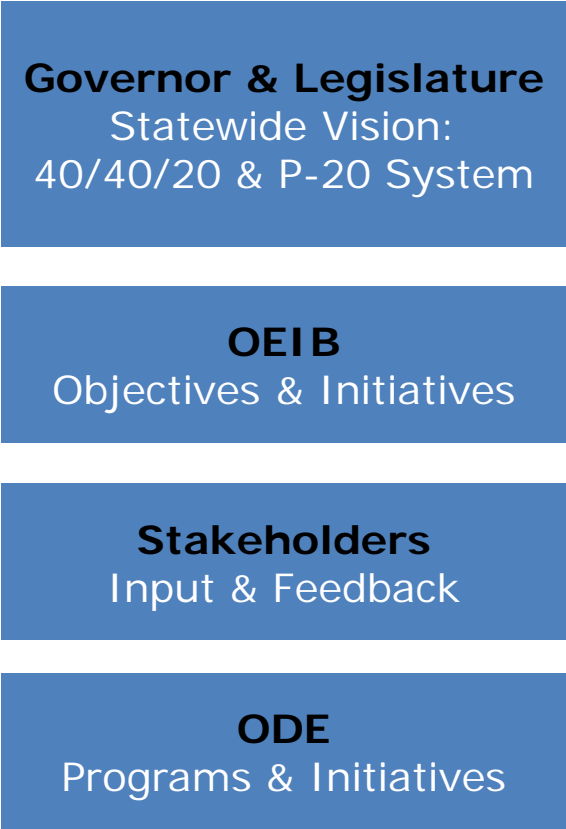 Governor & Legislature
Statewide Vision:
40/40/20 & P-20 System
OEIB
Objectives & Initiatives
Stakeholders
Input & Feedback
ODE
Programs & Initiatives